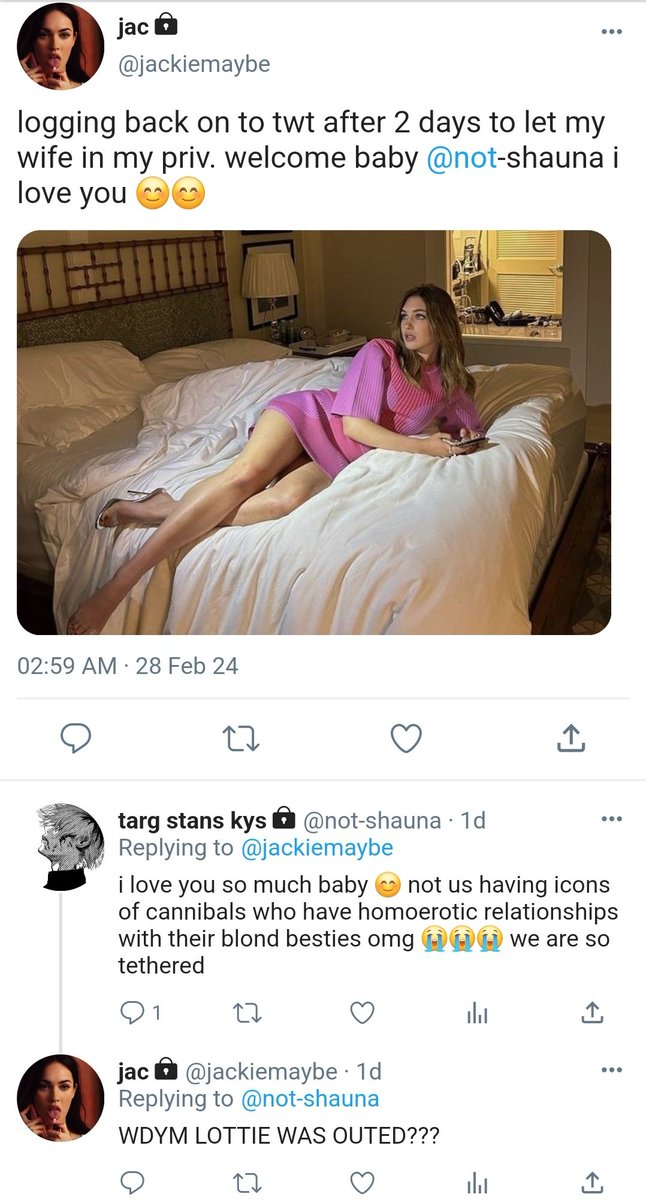 jac
@jackiemaybe
logging back on to twt after 2 days to let my
wife in my priv. welcome baby @not-shauna i
love you 😊😊
02:59 AM · 28 Feb 24
targ stans kys @not-shauna · 1d
Replying to @jackiemaybe
i love you so much baby 😊 not us having icons
of cannibals who have homoerotic relationships
with their blond besties omg 😭😭😭 we are so
tethered
1
jac @jackiemaybe · 1d
Replying to @not-shauna
WDYM LOTTIE WAS OUTED???